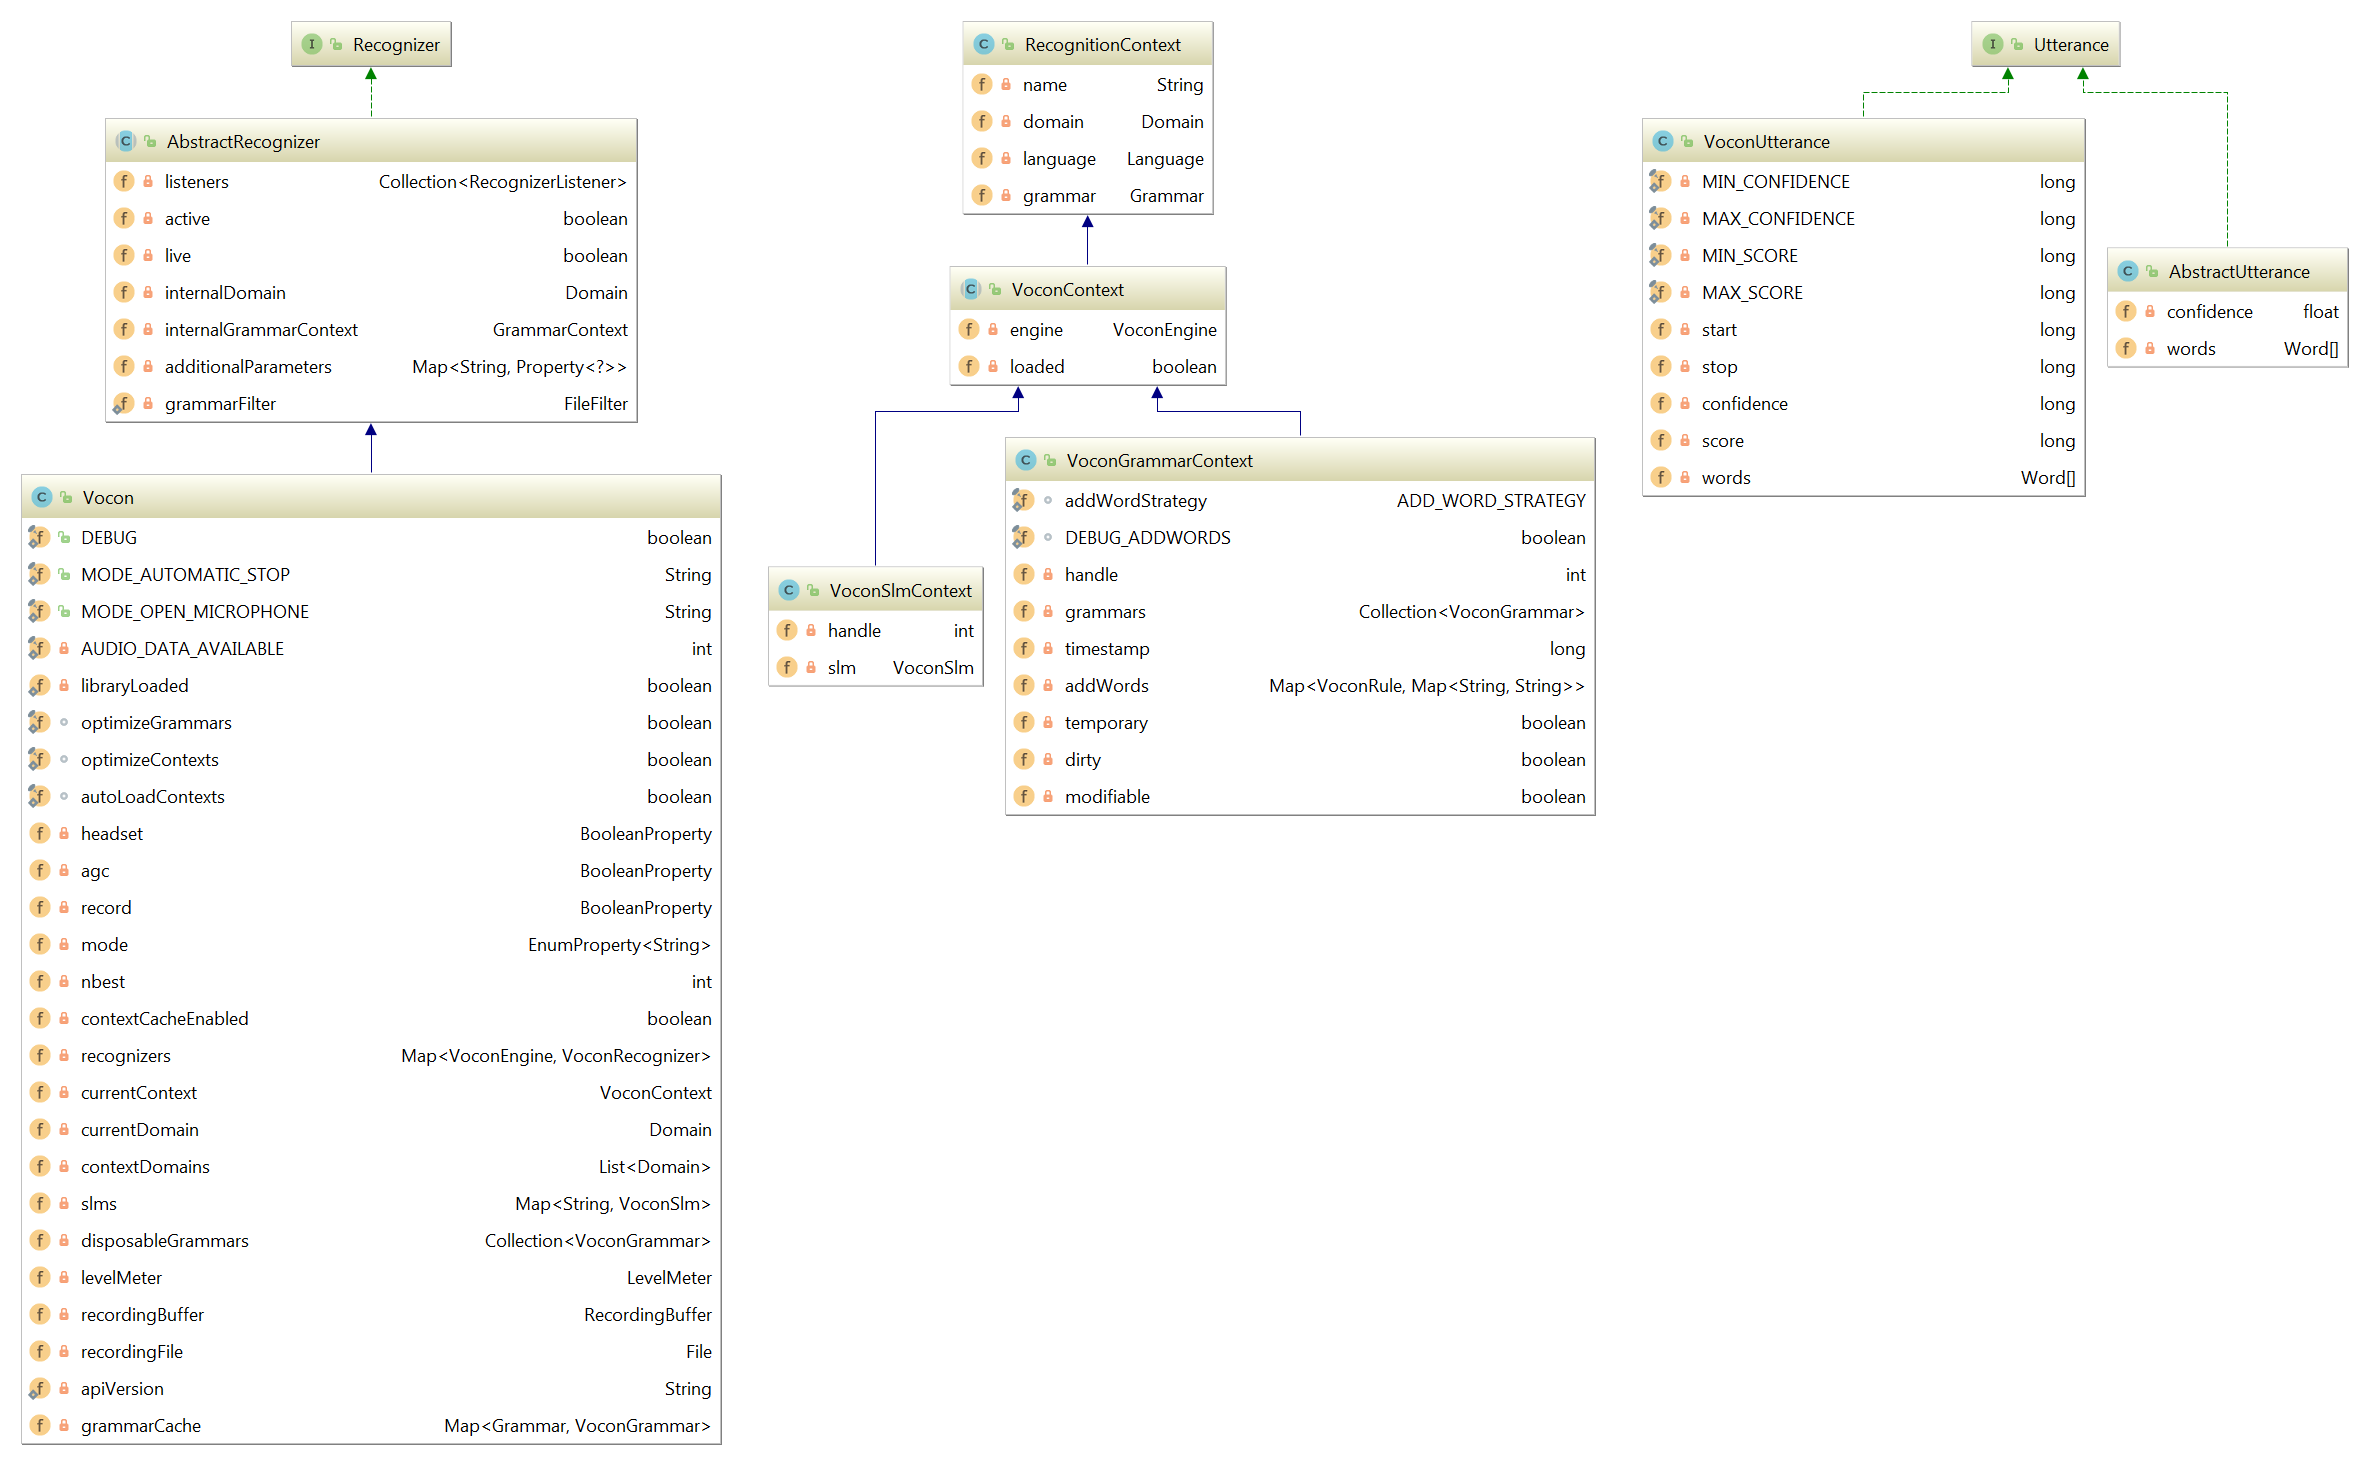 Recognizer
AbstractRecognizer
listeners Collection<RecognizerListener>
active boolean
live boolean
internalDomain Domain
internalGrammarContext GrammarContext
additionalParameters Map<String, Property<?>>
grammarFilter FileFilter
Vocon
DEBUG boolean
MODE_AUTOMATIC_STOP String
MODE_OPEN_MICROPHONE String
AUDIO_DATA_AVAILABLE int
libraryLoaded boolean
optimizeGrammars boolean
optimizeContexts boolean
autoLoadContexts boolean
headset BooleanProperty
agc BooleanProperty
record BooleanProperty
mode EnumProperty<String>
nbest int
contextCacheEnabled boolean
recognizers Map<VoconEngine, VoconRecognizer>
currentContext VoconContext
currentDomain Domain
contextDomains List<Domain>
slms Map<String, VoconSlm>
disposableGrammars Collection<VoconGrammar>
levelMeter LevelMeter
recordingBuffer RecordingBuffer
recordingFile File
apiVersion String
grammarCache Map<Grammar, VoconGrammar>
RecognitionContext
name String
domain Domain
language Language
grammar Grammar
VoconContext
engine VoconEngine
loaded boolean
VoconSlmContext
handle int
slm VoconSlm
VoconGrammarContext
addWordStrategy ADD_WORD_STRATEGY
DEBUG_ADDWORDS boolean
handle int
grammars Collection<VoconGrammar>
timestamp long
addWords Map<VoconRule, Map<String, String>>
temporary boolean
dirty boolean
modifiable boolean
Utterance
VoconUtterance
MIN_CONFIDENCE long
MAX_CONFIDENCE long
MIN_SCORE long
MAX_SCORE long
start long
stop long
confidence long
score long
words Word[]
AbstractUtterance
confidence float
words Word[]